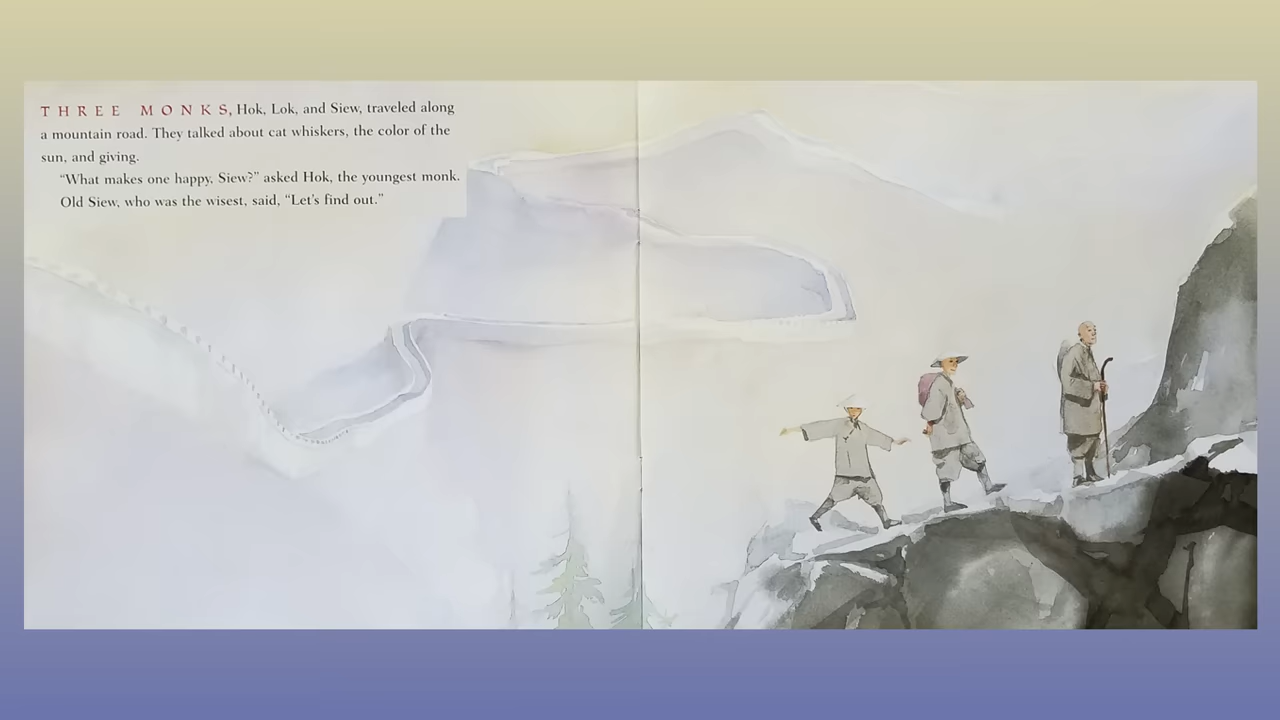 THREE MONKS, Hok, Lok, and Siew, traveled along
a mountain road. They talked about cat whiskers, the color of the
sun, and giving.
“What makes one happy, Siew?” asked Hok, the youngest monk.
Old Siew, who was the wisest, said, “Let’s find out.”